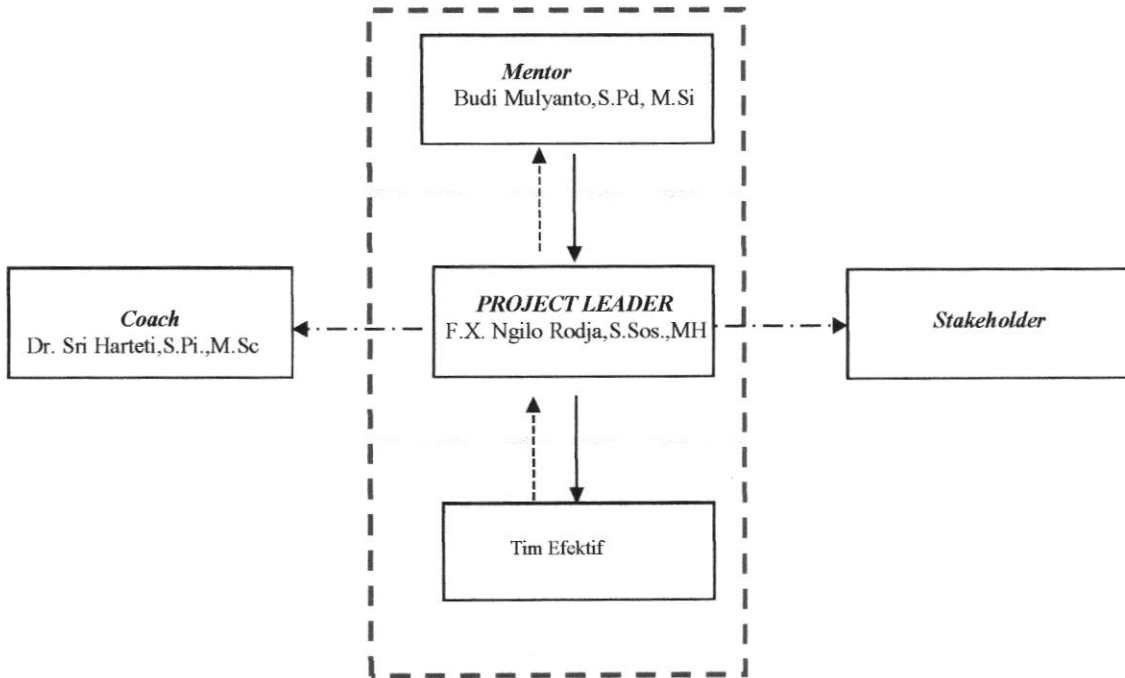 Mentor
Budi Mulyanto,S.Pd, M.Si
Coach
Dr. Sri Harteti,S.Pi.,M.Sc
PROJECT LEADER
F.X. Ngilo Rodja,S.Sos.,MH
Stakeholder
Tim Efektif